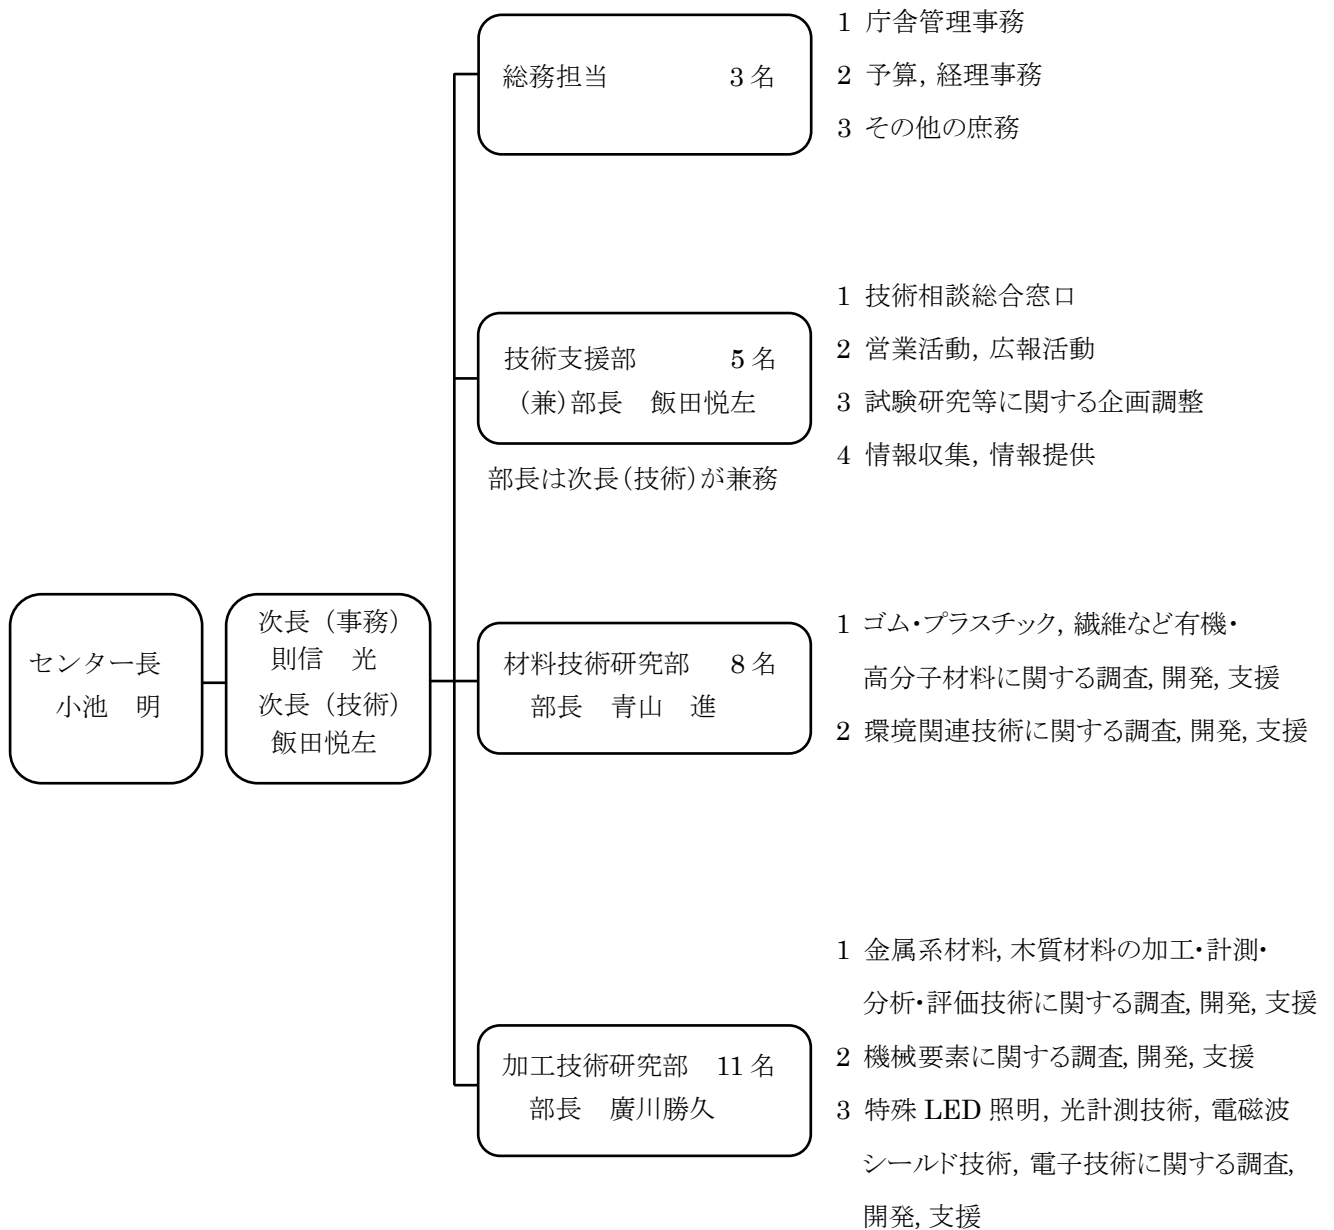 総務担当 3 名
1 庁舎管理事務
2 予算, 経理事務
3 その他の庶務
技術支援部 5 名
(兼)部長 飯田悦左
部長は次長(技術)が兼務
1 技術相談総合窓口
2 営業活動, 広報活動
3 試験研究等に関する企画調整
4 情報収集, 情報提供
センター長
小池 明
次長 (事務)
則信 光
次長 (技術)
飯田悦左
材料技術研究部 8 名
部長 青山 進
1 ゴム・プラスチック, 繊維など有機・
高分子材料に関する調査, 開発, 支援
2 環境関連技術に関する調査, 開発, 支援
加工技術研究部 11 名
部長 廣川勝久
1 金属系材料, 木質材料の加工・計測・
分析・評価技術に関する調査, 開発, 支援
2 機械要素に関する調査, 開発, 支援
3 特殊 LED 照明, 光計測技術, 電磁波
シールド技術, 電子技術に関する調査,
開発, 支援